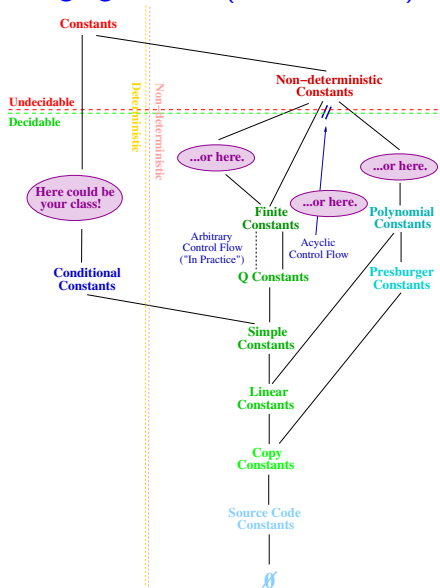 Constants
Non-deterministic
Constants
Undecidable
Decidable
Deterministic
Non-deterministic
...or here.
...or here.
Here could be
your class!
...or here.
Finite
Constants
Polynomial
Constants
Arbitrary
Control Flow
("In Practice")
Acyclic
Control Flow
Conditional
Constants
Q Constants
Presburger
Constants
Simple
Constants
Linear
Constants
Copy
Constants
Source Code
Constants